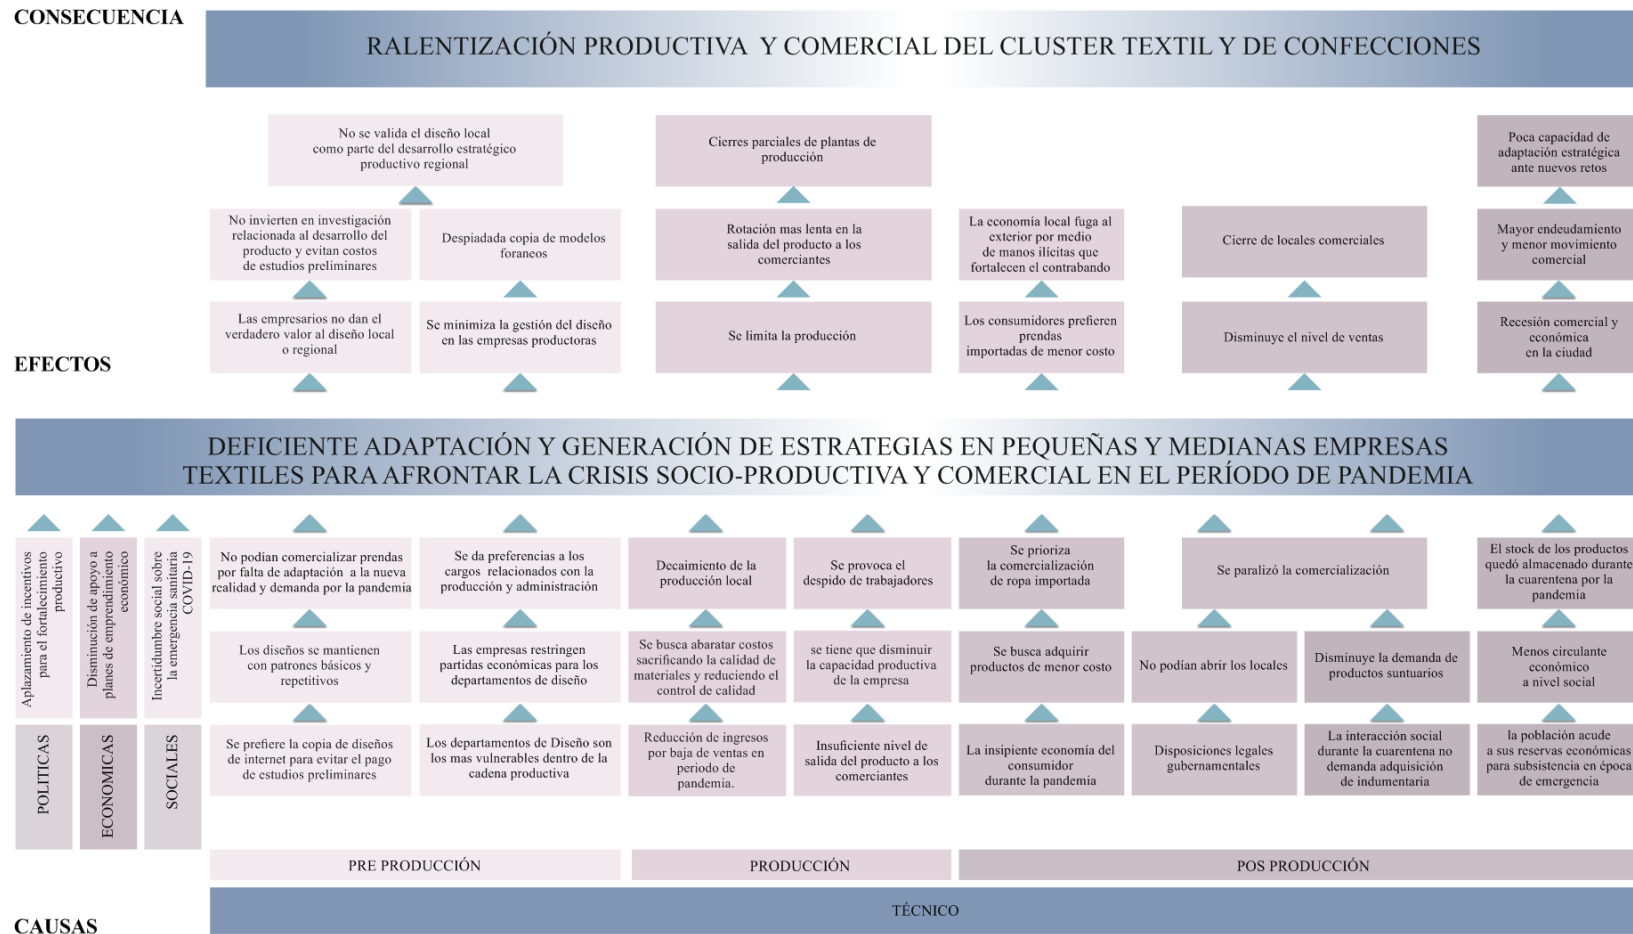 CONSECUENCIA
RALENTIZACIÓN PRODUCTIVA Y COMERCIAL DEL CLUSTER TEXTIL Y DE CONFECCIONES
No se valida el diseño local
como parte del desarrollo estratégico
productivo regional
Cierres parciales de plantas de
producción
Poca capacidad de
adaptación estratégica
ante nuevos retos
No invierten en investigación
relacionada al desarrollo del
producto y evitan costos
de estudios preliminares
Despiadada copia de modelos
foraneos
Rotación mas lenta en la
salida del producto a los
comerciantes
La economía local fuga al
exterior por medio
de manos ilícitas que
fortalecen el contrabando
Cierre de locales comerciales
Mayor endeudamiento
y menor movimiento
comercial
Las empresarios no dan el
verdadero valor al diseño local
o regional
Se minimiza la gestión del diseño
en las empresas productoras
Se limita la producción
Los consumidores prefieren
prendas
importadas de menor costo
Disminuye el nivel de ventas
Recesión comercial y
económica
en la ciudad
EFECTOS
DEFICIENTE ADAPTACIÓN Y GENERACIÓN DE ESTRATEGIAS EN PEQUEÑAS Y MEDIANAS EMPRESAS
TEXTILES PARA AFRONTAR LA CRISIS SOCIO-PRODUCTIVA Y COMERCIAL EN EL PERÍODO DE PANDEMIA
Aplazamiento de incentivos
para el fortalecimiento
productivo
Disminución de apoyo a
planes de emprendimiento
económico
Incertidumbre social sobre
la emergencia sanitaria
COVID-19
No podían comercializar prendas
por falta de adaptación a la nueva
realidad y demanda por la pandemia
Se da preferencias a los
cargos relacionados con la
producción y administración
Decaimiento de la
producción local
Se provoca el
despido de trabajadores
Se prioriza
la comercialización
de ropa importada
Se paralizó la comercialización
El stock de los productos
quedó almacenado durante
la cuarentena por la
pandemia
Los diseños se mantienen
con patrones básicos y
repetitivos
Las empresas restringen
partidas económicas para los
departamentos de diseño
Se busca abaratar costos
sacrificando la calidad de
materiales y reduciendo el
control de calidad
se tiene que disminuir
la capacidad productiva
de la empresa
Se busca adquirir
productos de menor costo
No podían abrir los locales
Disminuye la demanda de
productos suntuarios
Menos circulante
económico
a nivel social
POLITICAS
ECONOMICAS
SOCIALES
Se prefiere la copia de diseños
de internet para evitar el pago
de estudios preliminares
Los departamentos de Diseño son
los mas vulnerables dentro de la
cadena productiva
Reducción de ingresos
por baja de ventas en
periodo de
pandemia.
Insuficiente nivel de
salida del producto a los
comerciantes
La insipiente economía del
consumidor
durante la pandemia
Disposiciones legales
gubernamentales
La interacción social
durante la cuarentena no
demanda adquisición
de indumentaria
la población acude
a sus reservas económicas
para subsistencia en época
de emergencia
PRE PRODUCCIÓN
PRODUCCIÓN
POS PRODUCCIÓN
TÉCNICO
CAUSAS